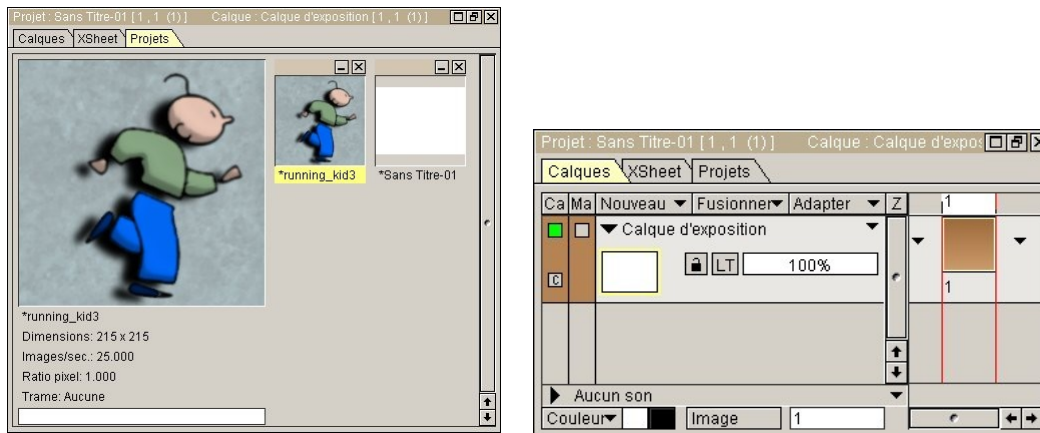 Projet : Sans Titre-01 [ 1 , 1 (1) ] Calque : Calque d'exposition [ 1 , 1 (1) ]
Calques XSheet Projets
*running_kid3 *Sans Titre-01
*running_kid3
Dimensions: 215 x 215
Images/sec.: 25.000
Ratio pixel: 1.000
Trame: Aucune
Projet : Sans Titre-01 [ 1 , 1 (1) ] Calque : Calque d'expos
Calques XSheet Projets
Ca Ma Nouveau Fusionner Adapter Z 1
Calque d'exposition
LT 100%
C 1
Aucun son
Couleur Image 1